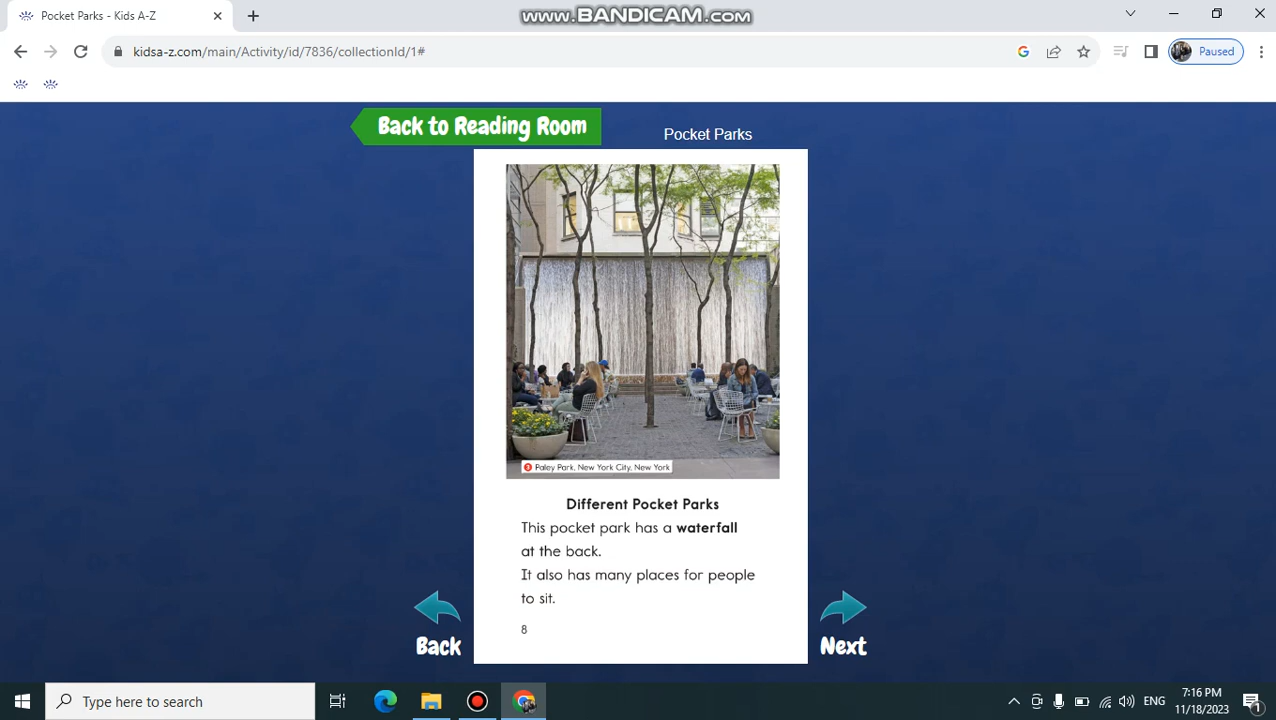 Pocket Parks - Kids A-Z
www.BANDICAM.com
kidsa-z.com/main/Activity/id/7836/collectionId/1#
Paused
Back to Reading Room
Pocket Parks
3 Paley Park, New York City, New York
Different Pocket Parks
This pocket park has a waterfall
at the back.
It also has many places for people
to sit.
8
Back
Next
Type here to search
ENG
7:16 PM
11/18/2023
1